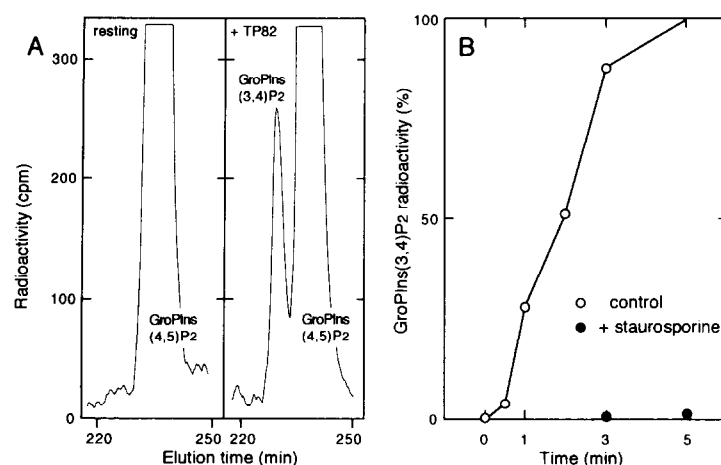 A
resting
+ TP82
GroPIns
(3,4)P2
GroPIns
(4,5)P2
GroPIns
(4,5)P2
Radioactivity (cpm)
300
200
100
0
220
250
220
250
Elution time (min)
B
GroPIns(3,4)P2 radioactivity (%)
100
50
0
control
+ staurosporine
0
1
3
5
Time (min)